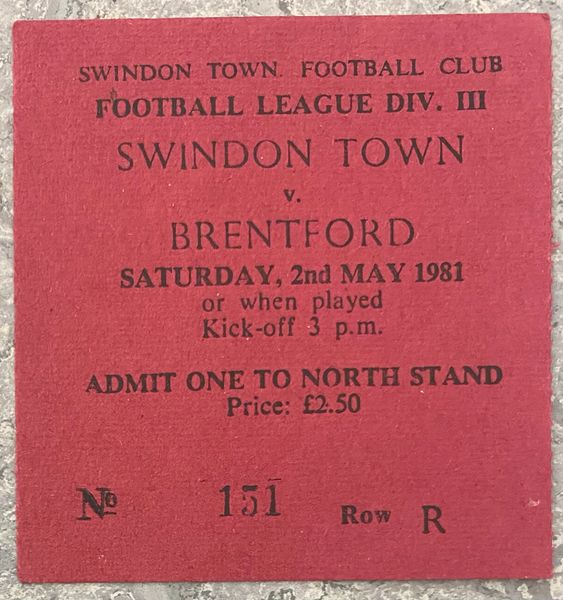 SWINDON TOWN FOOTBALL CLUB
FOOTBALL LEAGUE DIV. III
SWINDON TOWN
v.
BRENTFORD
SATURDAY, 2nd MAY 1981
or when played
Kick-off 3 p.m.
ADMIT ONE TO NORTH STAND
Price: £2.50
No 151 Row R